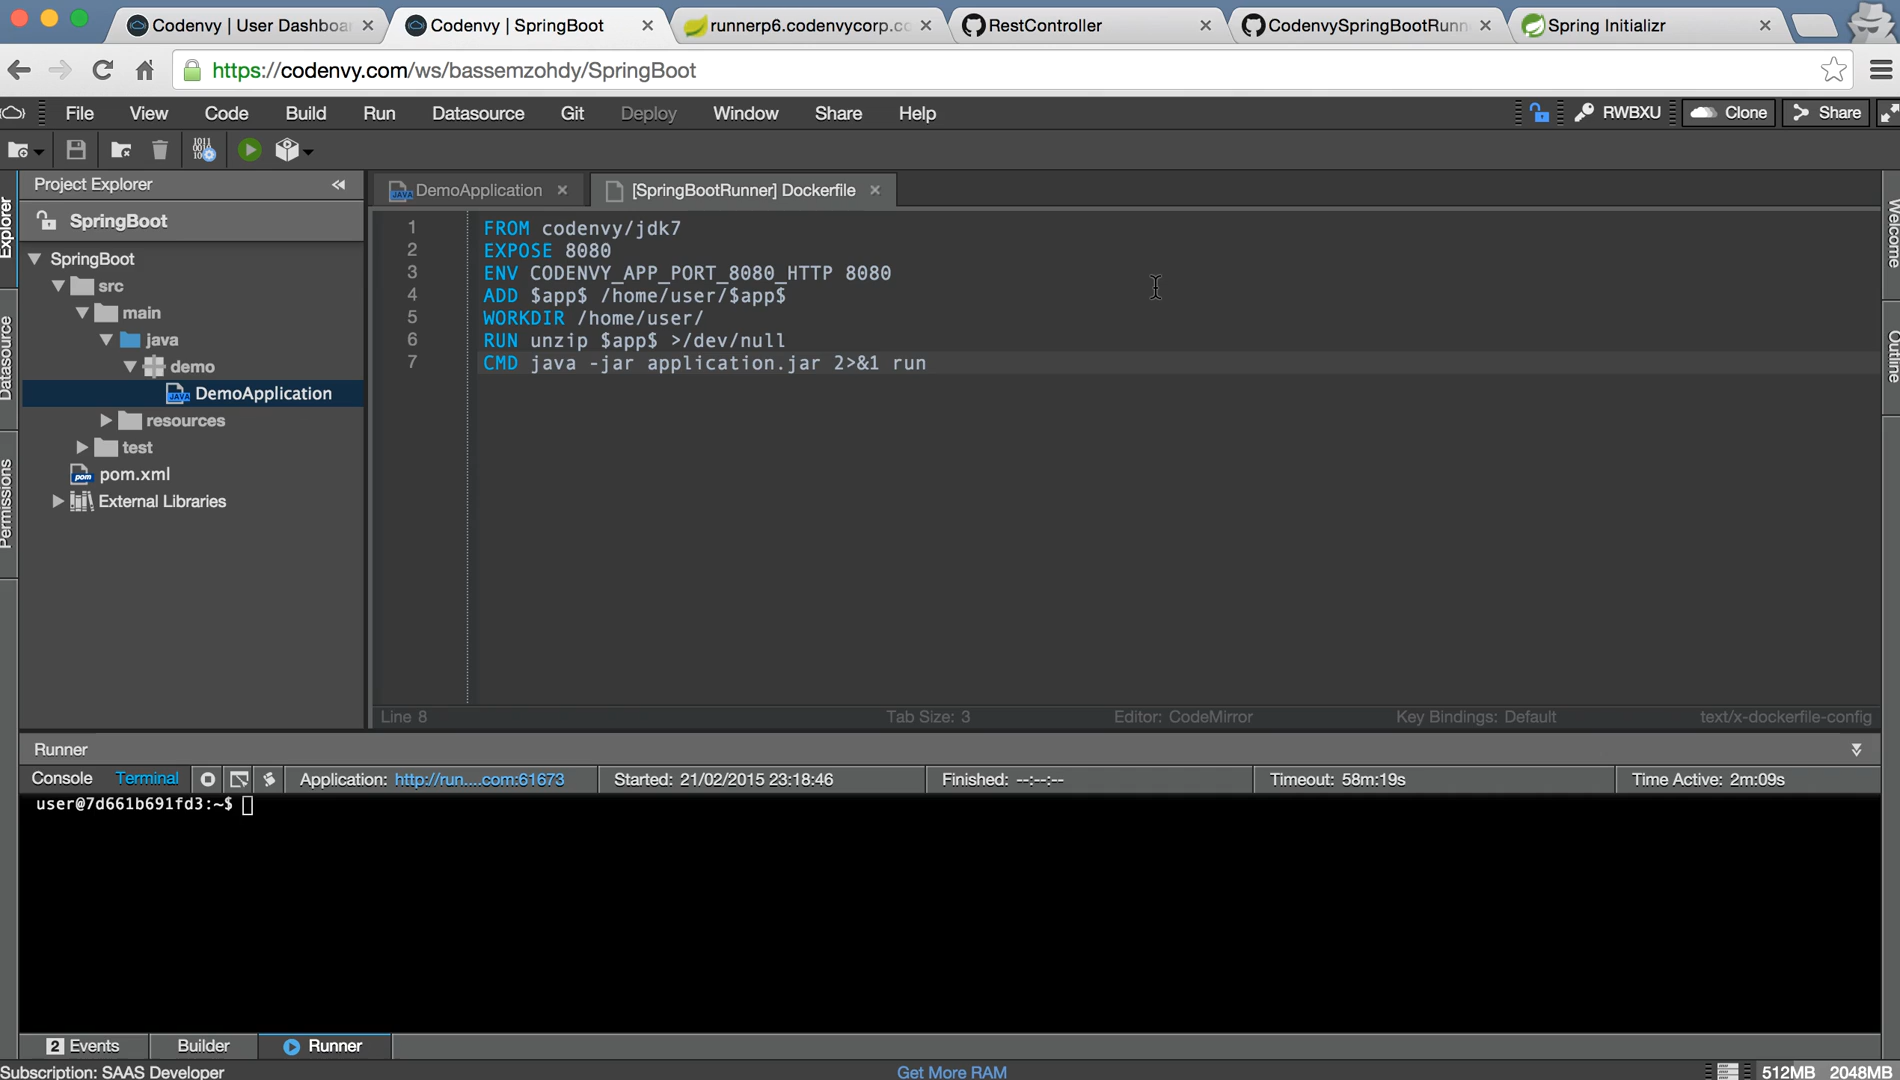 Codenvy | User Dashboa
Codenvy | SpringBoot
runnerp6.codenvycorp.co
RestController
CodenvySpringBootRunn
Spring Initializr
https://codenvy.com/ws/bassemzohdy/SpringBoot
File View Code Build Run Datasource Git Deploy Window Share Help
RWBXU Clone Share
Project Explorer
DemoApplication
[SpringBootRunner] Dockerfile
Explorer
Datasource
Permissions
Welcome
Outline
SpringBoot
SpringBoot
src
main
java
demo
DemoApplication
resources
test
pom.xml
External Libraries
1 FROM codenvy/jdk7
2 EXPOSE 8080
3 ENV CODENVY_APP_PORT_8080_HTTP 8080
4 ADD $app$ /home/user/$app$
5 WORKDIR /home/user/
6 RUN unzip $app$ >/dev/null
7 CMD java -jar application.jar 2>&1 run
Line 8 Tab Size: 3 Editor: CodeMirror Key Bindings: Default text/x-dockerfile-config
Runner
Console Terminal Application: http://run....com:61673 Started: 21/02/2015 23:18:46 Finished: --:--:-- Timeout: 58m:19s Time Active: 2m:09s
user@7d661b691fd3:~$
2 Events Builder Runner
Subscription: SAAS Developer Get More RAM 512MB 2048MB